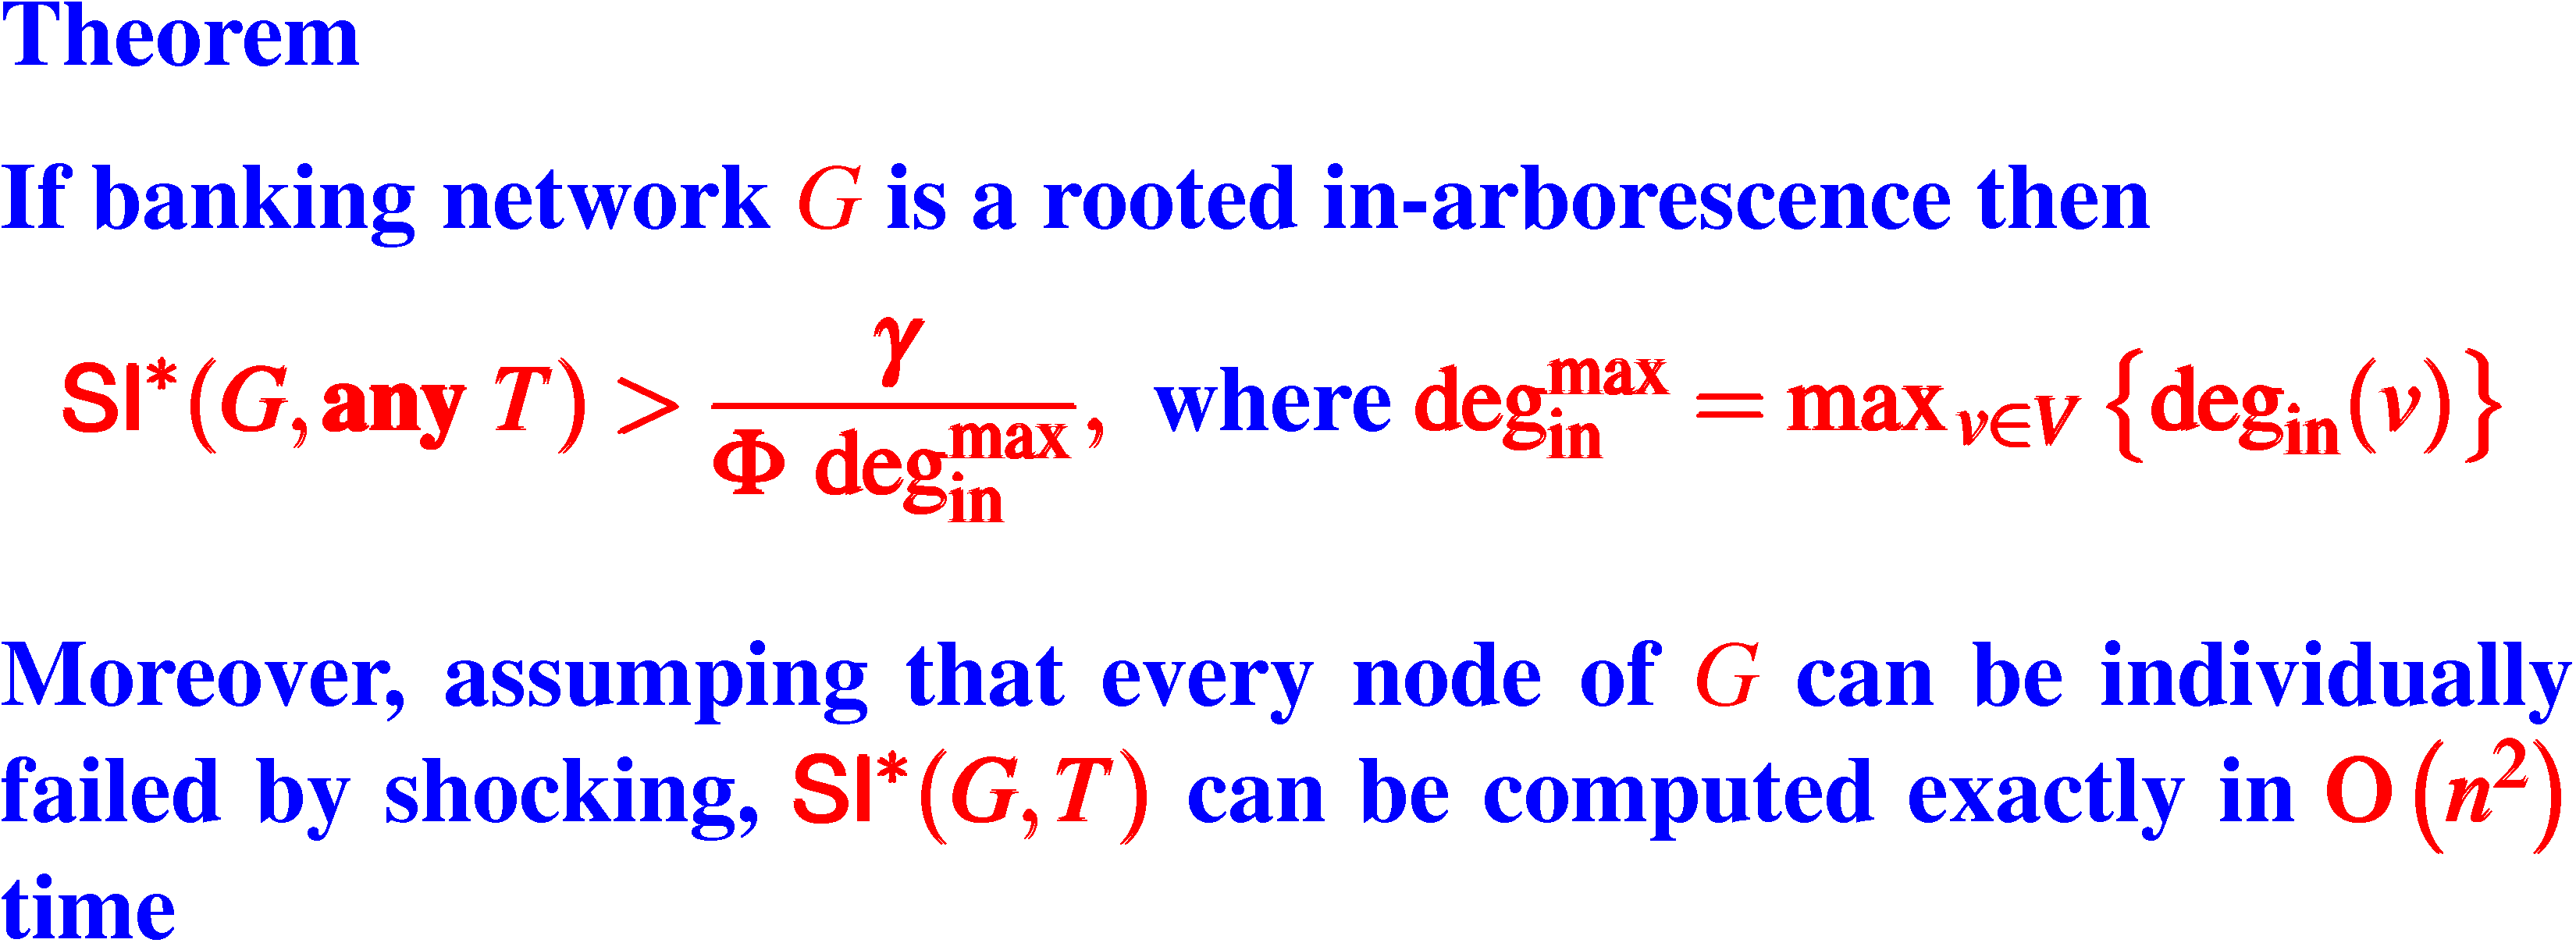 Theorem
If banking network G is a rooted in-arborescence then
SI*(G, any T) > γ / (Φ deg_in^max), where deg_in^max = max_{v∈V} {deg_in(v)}
Moreover, assuming that every node of G can be individually
failed by shocking, SI*(G, T) can be computed exactly in O(n²)
time